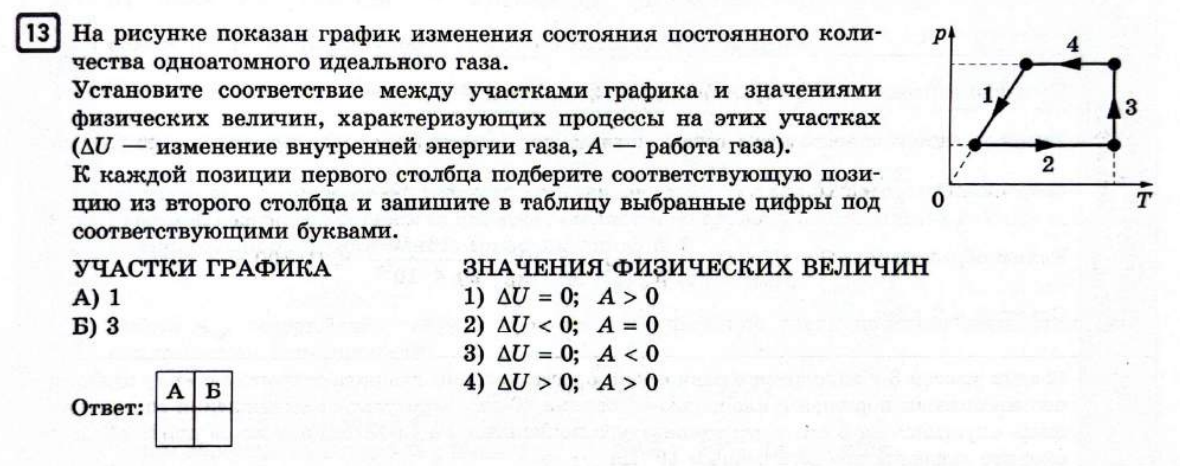 13 На рисунке показан график изменения состояния постоянного коли-
чества одноатомного идеального газа.
Установите соответствие между участками графика и значениями
физических величин, характеризующих процессы на этих участках
(ΔU — изменение внутренней энергии газа, A — работа газа).
К каждой позиции первого столбца подберите соответствующую пози-
цию из второго столбца и запишите в таблицу выбранные цифры под
соответствующими буквами.
p
4
1
3
2
0
T
УЧАСТКИ ГРАФИКА
А) 1
Б) 3
ЗНАЧЕНИЯ ФИЗИЧЕСКИХ ВЕЛИЧИН
1) ΔU = 0; A > 0
2) ΔU < 0; A = 0
3) ΔU = 0; A < 0
4) ΔU > 0; A > 0
Ответ:
А Б